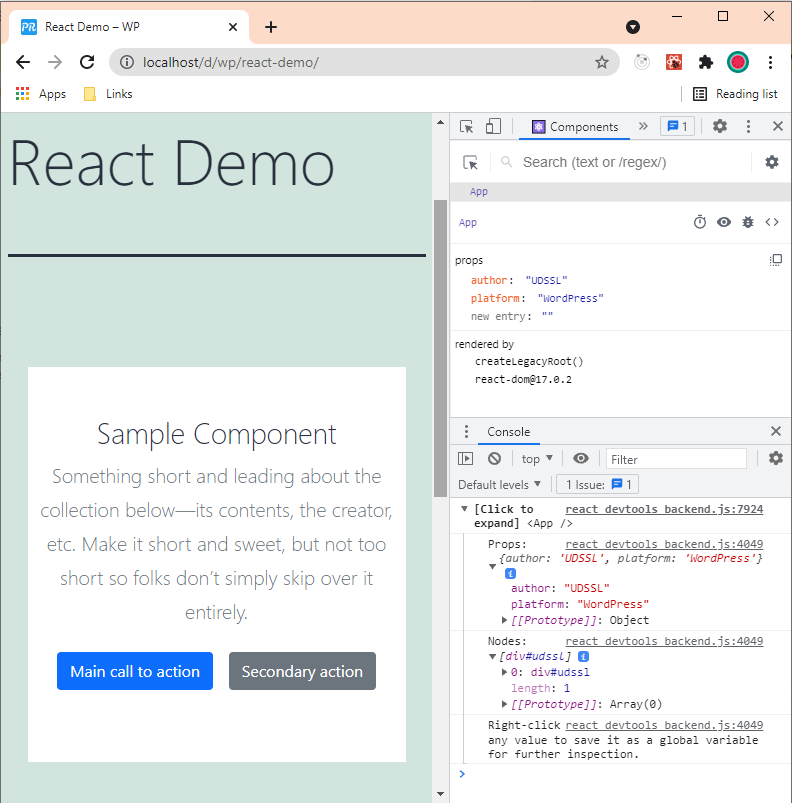 PR React Demo – WP
localhost/d/wp/react-demo/
Apps Links Reading list
React Demo
Sample Component
Something short and leading about the
collection below—its contents, the creator,
etc. Make it short and sweet, but not too
short so folks don’t simply skip over it
entirely.
Main call to action Secondary action
Components » 1
Search (text or /regex/)
App
App
props
author: "UDSSL"
platform: "WordPress"
new entry: ""
rendered by
createLegacyRoot()
react-dom@17.0.2
Console
top Filter
Default levels 1 Issue: 1
[Click to react_devtools_backend.js:7924
expand] <App />
Props: react_devtools_backend.js:4049
{author: 'UDSSL', platform: 'WordPress'}
i
author: "UDSSL"
platform: "WordPress"
[[Prototype]]: Object
Nodes: react_devtools_backend.js:4049
[div#udssl] i
0: div#udssl
length: 1
[[Prototype]]: Array(0)
Right-click react_devtools_backend.js:4049
any value to save it as a global variable
for further inspection.